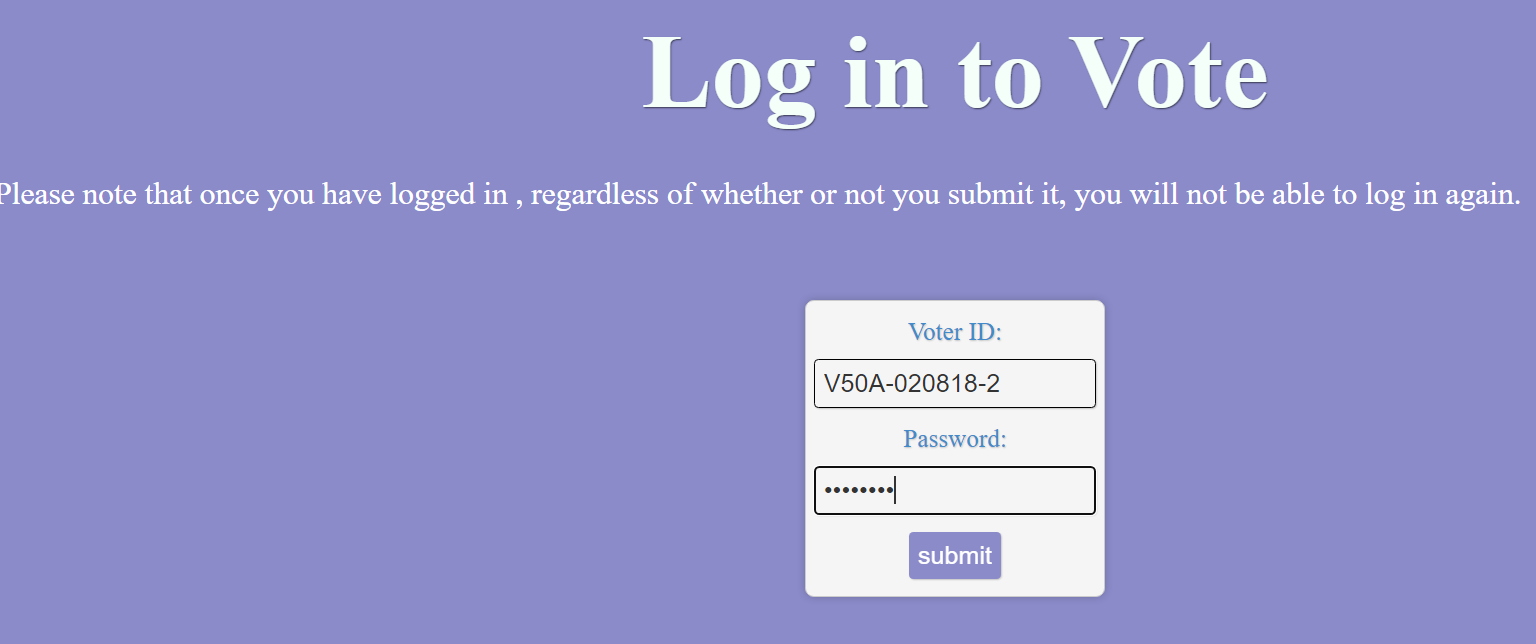 Log in to Vote
Please note that once you have logged in , regardless of whether or not you submit it, you will not be able to log in again.
Voter ID:
V50A-020818-2
Password:
••••••••
submit